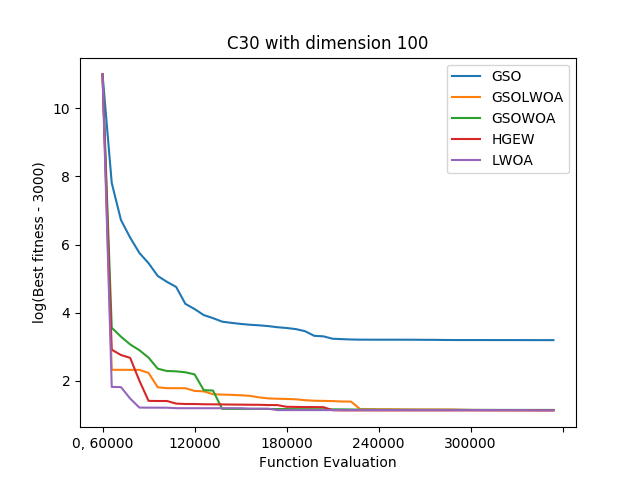 C30 with dimension 100
log(Best fitness - 3000)
10
8
6
4
2
GSO
GSOLWOA
GSOWOA
HGEW
LWOA
0, 60000 120000 180000 240000 300000
Function Evaluation